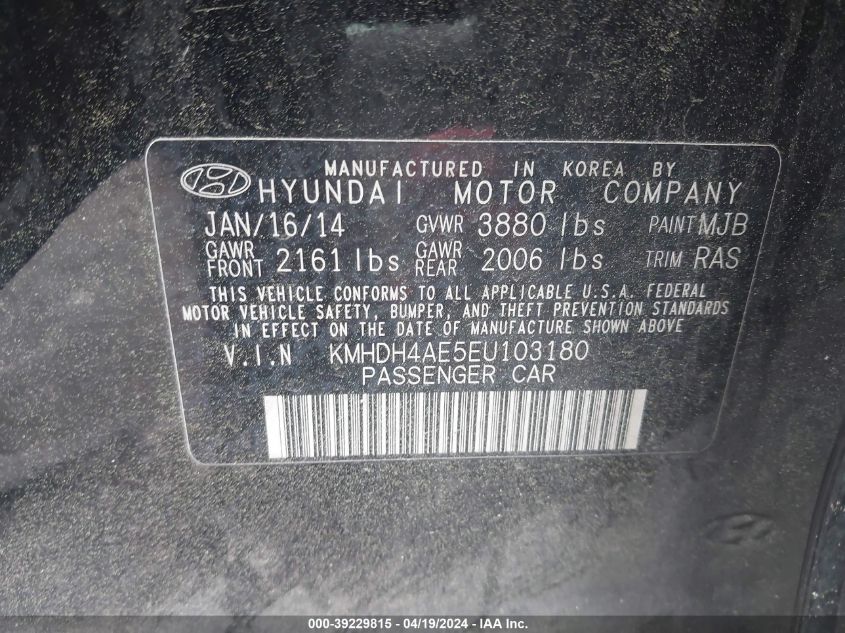 MANUFACTURED IN KOREA BY
HYUNDAI MOTOR COMPANY
JAN/16/14 GVWR 3880 lbs PAINT MJB
GAWR FRONT 2161 lbs GAWR REAR 2006 lbs TRIM RAS
THIS VEHICLE CONFORMS TO ALL APPLICABLE U.S.A. FEDERAL
MOTOR VEHICLE SAFETY, BUMPER, AND THEFT PREVENTION STANDARDS
IN EFFECT ON THE DATE OF MANUFACTURE SHOWN ABOVE
V.I.N KMHDH4AE5EU103180
PASSENGER CAR
000-39229815 - 04/19/2024 - IAA Inc.